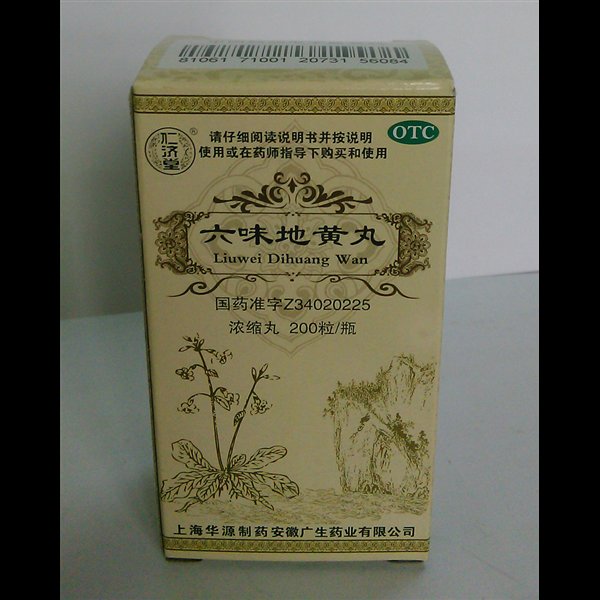 81061 71001 20731 56084
仁济堂
®
请仔细阅读说明书并按说明
使用或在药师指导下购买和使用
OTC
六味地黄丸
Liuwei Dihuang Wan
国药准字Z34020225
浓缩丸 200粒/瓶
上海华源制药安徽广生药业有限公司